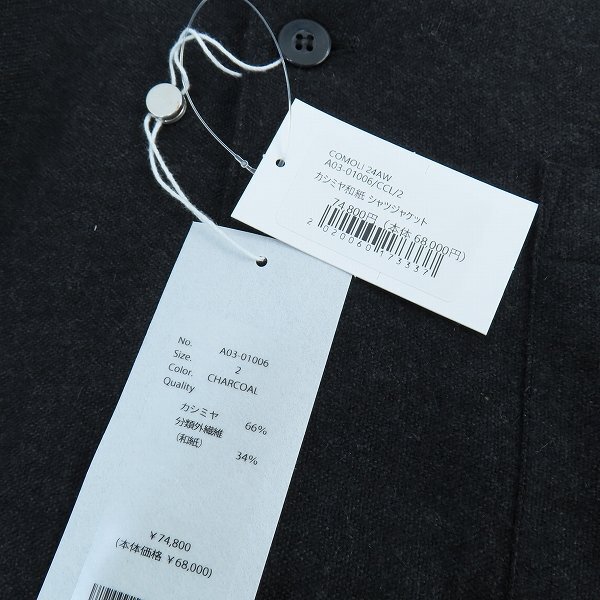 COMOLI 24AW
A03-01006/CCL/2
カシミヤ和紙 シャツジャケット
74,800円 (本体 68,000円)
2020060173337
No. A03-01006
Size. 2
Color. CHARCOAL
Quality
カシミヤ 66%
分類外繊維
(和紙) 34%
¥74,800
(本体価格 ¥68,000)